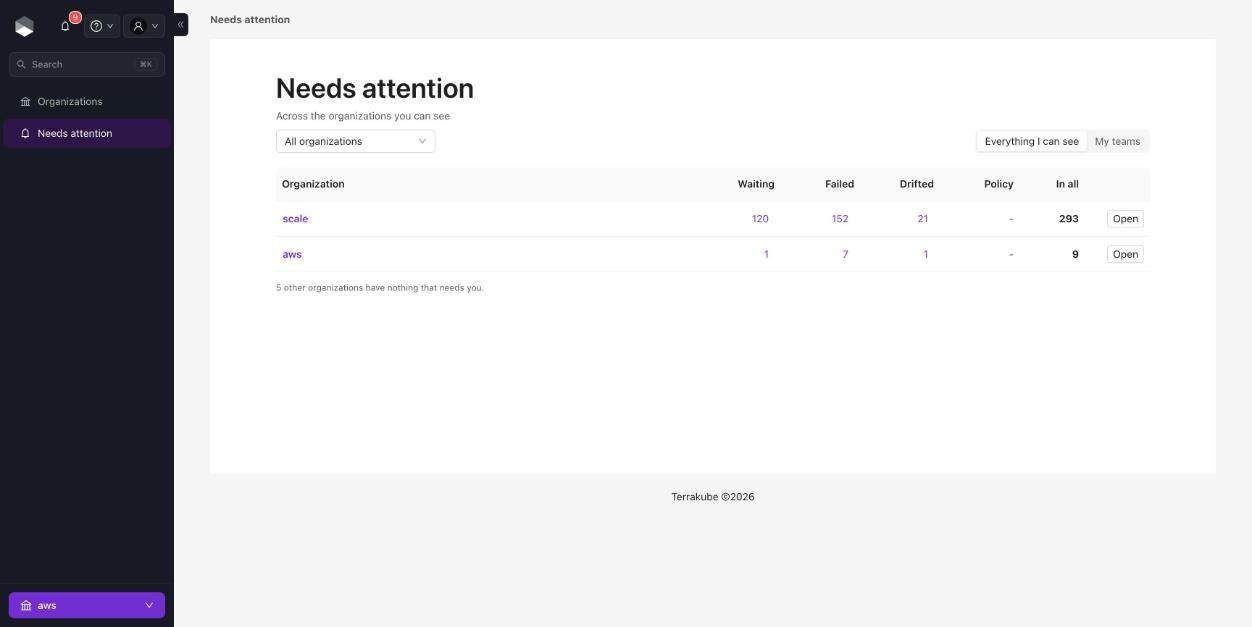 9
Search
⌘K
Organizations
Needs attention
aws
Needs attention
Needs attention
Across the organizations you can see
All organizations
Everything I can see My teams
Organization Waiting Failed Drifted Policy In all
scale 120 152 21 - 293 Open
aws 1 7 1 - 9 Open
5 other organizations have nothing that needs you.
Terrakube ©2026